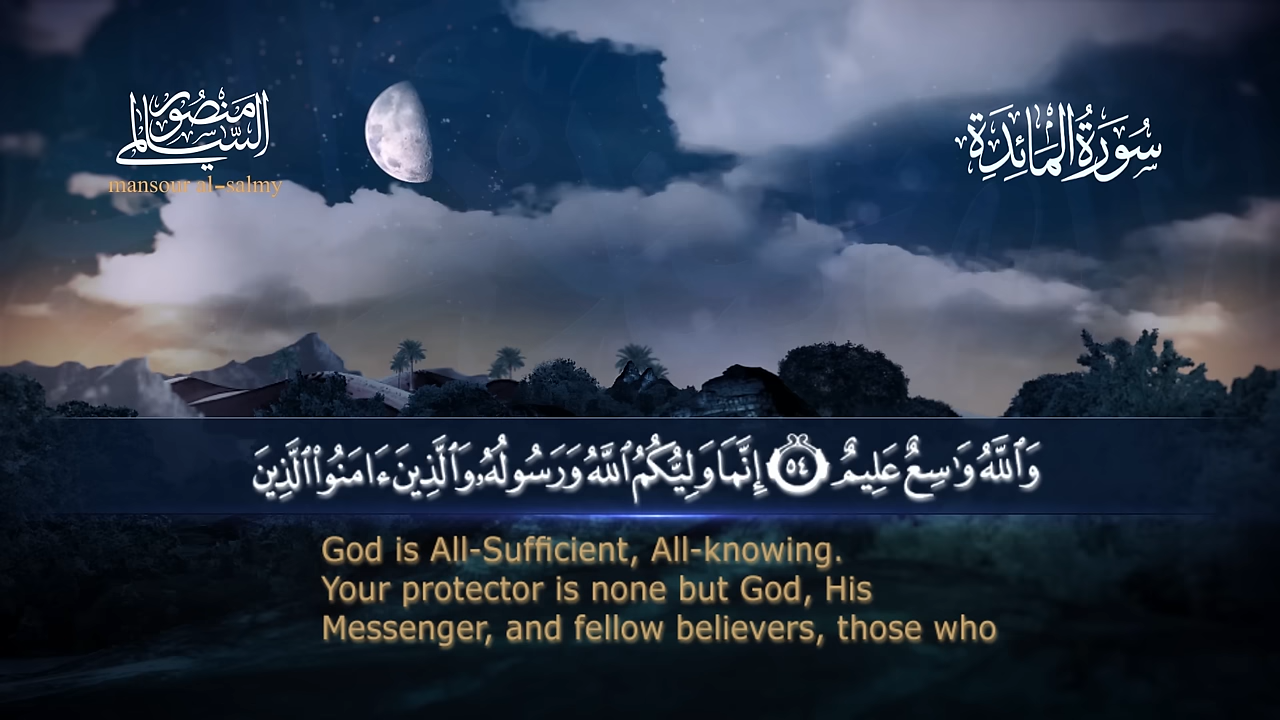 منصور السالمي
mansour al-salmy
سُورَةُ الْمَائِدَةِ
وَٱللَّهُ وَٰسِعٌ عَلِيمٌ ٥٤ إِنَّمَا وَلِيُّكُمُ ٱللَّهُ وَرَسُولُهُۥ وَٱلَّذِينَ ءَامَنُوا۟ ٱلَّذِينَ
God is All-Sufficient, All-knowing.
Your protector is none but God, His
Messenger, and fellow believers, those who